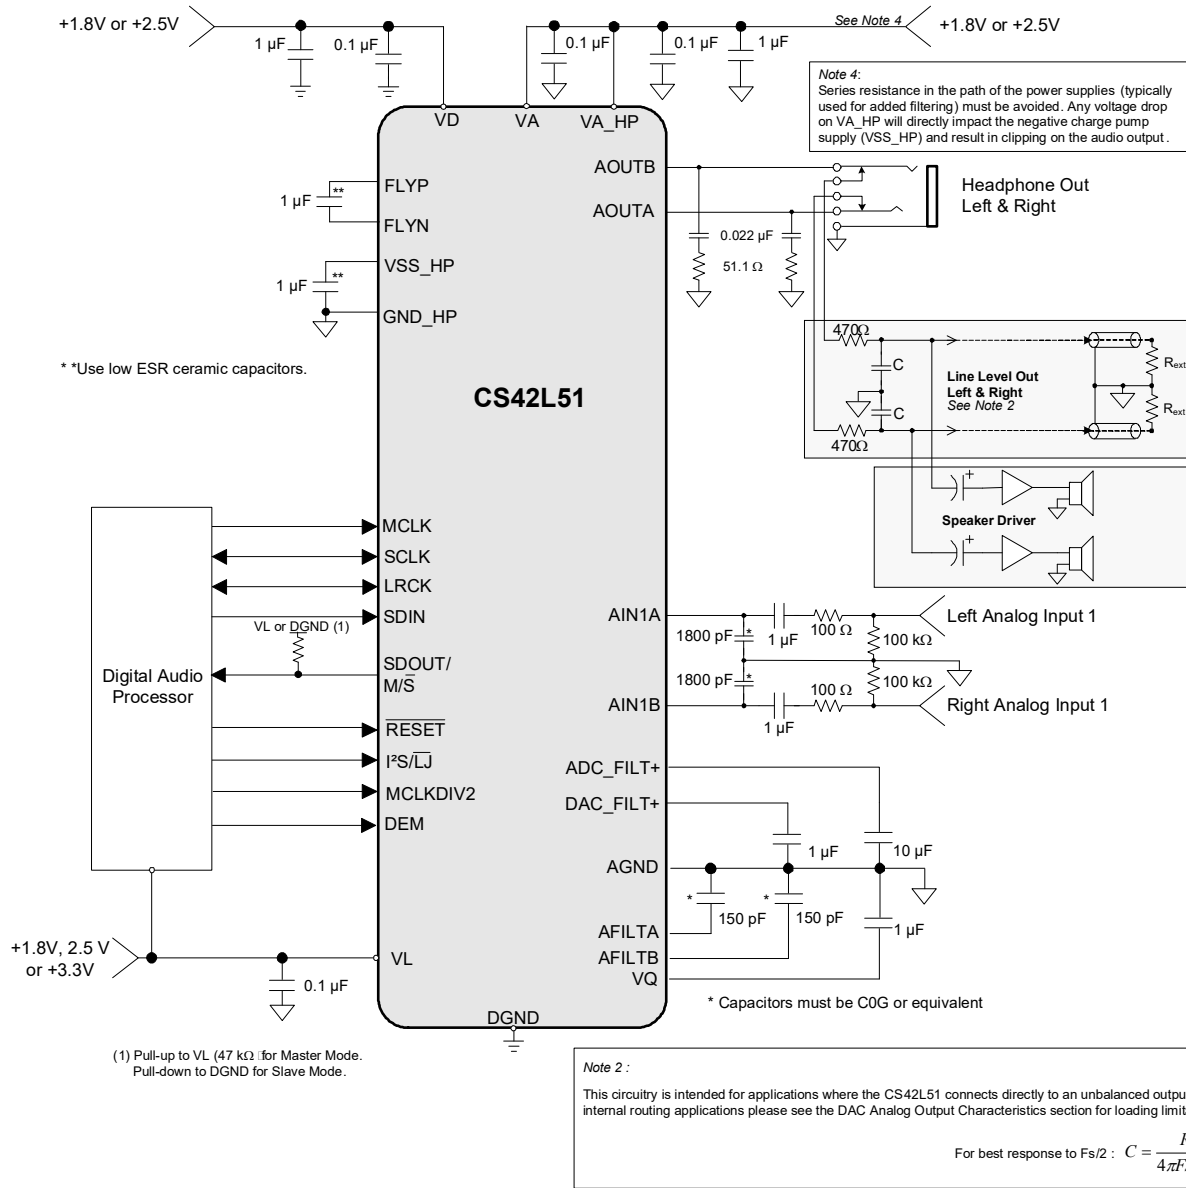 +1.8V or +2.5V
1 µF
0.1 µF
0.1 µF
0.1 µF
1 µF
See Note 4
+1.8V or +2.5V
Note 4:
Series resistance in the path of the power supplies (typically
used for added filtering) must be avoided. Any voltage drop
on VA_HP will directly impact the negative charge pump
supply (VSS_HP) and result in clipping on the audio output.
VD
VA
VA_HP
FLYP
1 µF
**
FLYN
VSS_HP
1 µF
**
GND_HP
* *Use low ESR ceramic capacitors.
CS42L51
AOUTB
AOUTA
0.022 µF
51.1 Ω
Headphone Out
Left & Right
470Ω
C
C
470Ω
Line Level Out
Left & Right
See Note 2
Rext
Rext
Speaker Driver
+
+
Digital Audio
Processor
MCLK
SCLK
LRCK
SDIN
VL or DGND (1)
SDOUT/
M/S̅
R̅E̅S̅E̅T̅
I²S/L̅J̅
MCLKDIV2
DEM
AIN1A
1800 pF
*
1 µF
100 Ω
100 kΩ
Left Analog Input 1
1800 pF
*
100 Ω
100 kΩ
AIN1B
1 µF
Right Analog Input 1
ADC_FILT+
DAC_FILT+
1 µF
10 µF
AGND
*
150 pF
*
150 pF
1 µF
AFILTA
AFILTB
VQ
* Capacitors must be C0G or equivalent
+1.8V, 2.5 V
or +3.3V
VL
0.1 µF
DGND
(1) Pull-up to VL (47 kΩ for Master Mode.
Pull-down to DGND for Slave Mode.
Note 2 :
This circuitry is intended for applications where the CS42L51 connects directly to an unbalanced outpu
internal routing applications please see the DAC Analog Output Characteristics section for loading limita
For best response to Fs/2 : C =
4πF